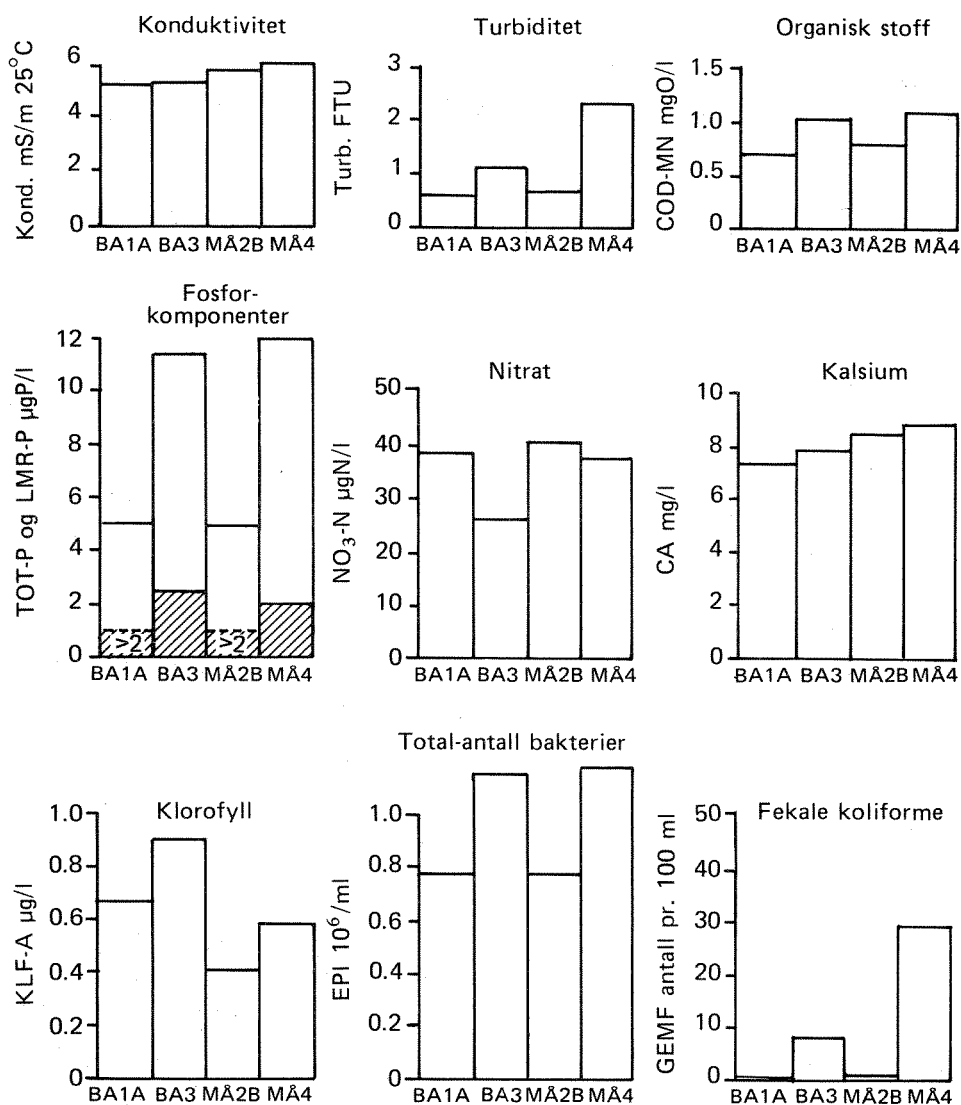 Konduktivitet
Kond. mS/m 25°C
6
4
2
0
BA1A BA3 MÅ2B MÅ4
Turbiditet
Turb. FTU
3
2
1
0
BA1A BA3 MÅ2B MÅ4
Organisk stoff
COD-MN mgO/l
1.5
1.0
0.5
0
BA1A BA3 MÅ2B MÅ4
Fosfor-
komponenter
TOT-P og LMR-P µgP/l
12
10
8
6
4
2
0
>2
>2
BA1A BA3 MÅ2B MÅ4
Nitrat
NO₃-N µgN/l
50
40
30
20
10
0
BA1A BA3 MÅ2B MÅ4
Kalsium
CA mg/l
10
8
6
4
2
0
BA1A BA3 MÅ2B MÅ4
Klorofyll
KLF-A µg/l
1.0
0.8
0.6
0.4
0.2
0
BA1A BA3 MÅ2B MÅ4
Total-antall bakterier
EPI 10⁶/ml
1.0
0.8
0.6
0.4
0.2
0
BA1A BA3 MÅ2B MÅ4
Fekale koliforme
GEMF antall pr. 100 ml
50
40
30
20
10
0
BA1A BA3 MÅ2B MÅ4